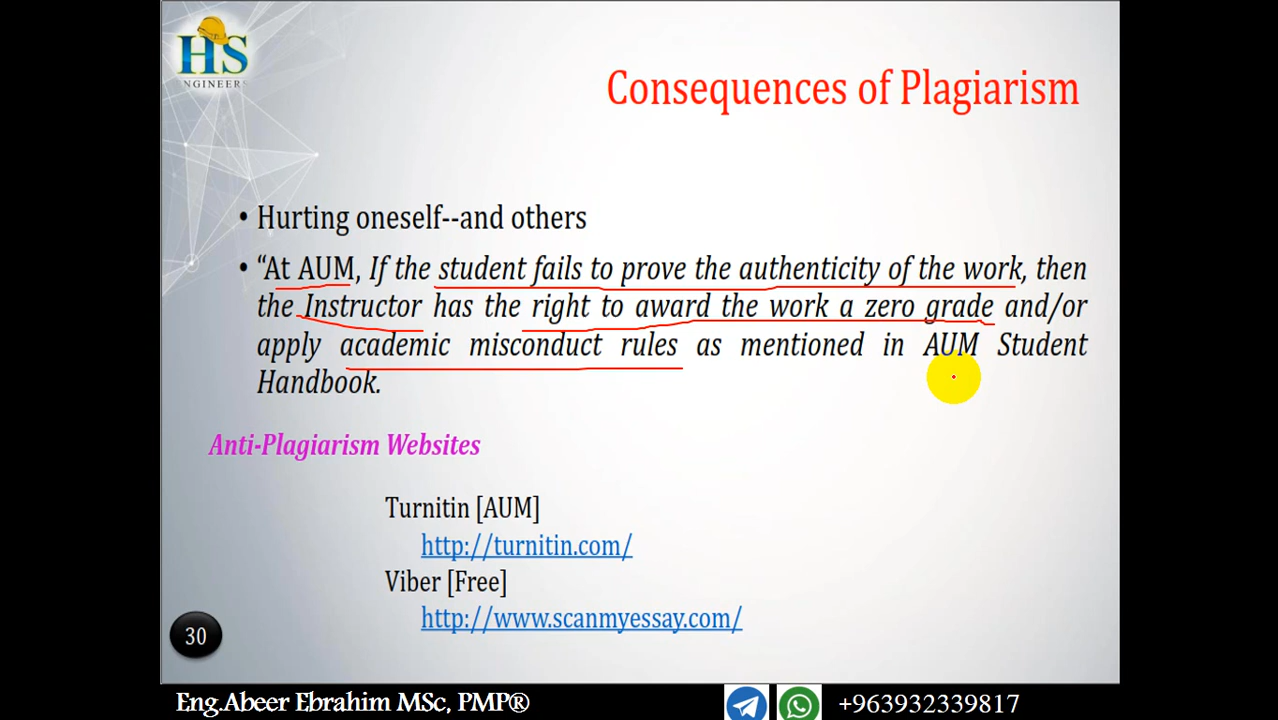 HS
ENGINEERS
Consequences of Plagiarism
• Hurting oneself--and others
• “At AUM, If the student fails to prove the authenticity of the work, then
the Instructor has the right to award the work a zero grade and/or
apply academic misconduct rules as mentioned in AUM Student
Handbook.
Anti-Plagiarism Websites
Turnitin [AUM]
http://turnitin.com/
Viber [Free]
http://www.scanmyessay.com/
30
Eng.Abeer Ebrahim MSc, PMP® +963932339817